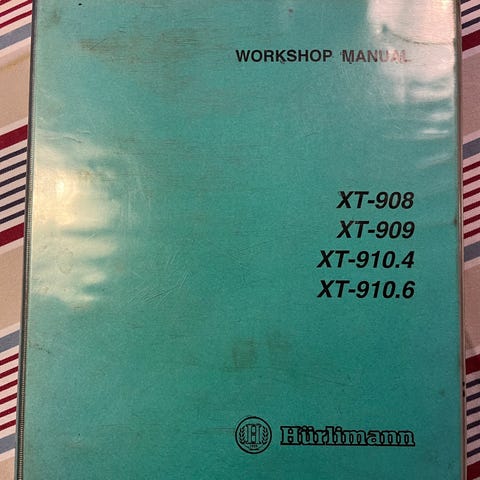 WORKSHOP MANUAL
XT-908
XT-909
XT-910.4
XT-910.6
H Hürlimann